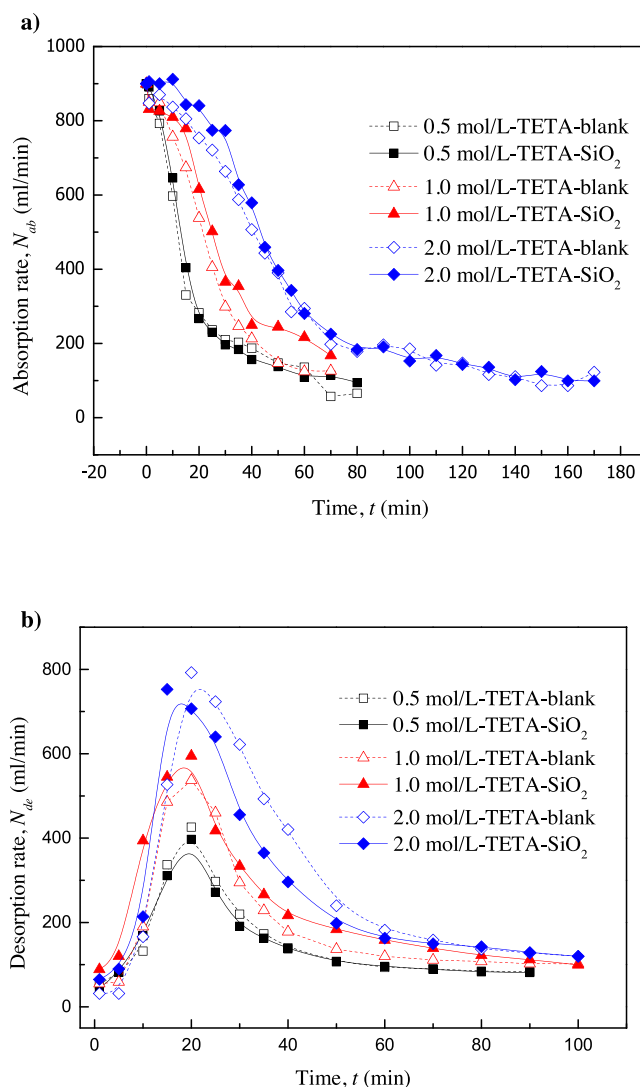 a)
1000
800
600
400
200
0
-20 0 20 40 60 80 100 120 140 160 180
Absorption rate, N_ab (ml/min)
Time, t (min)
0.5 mol/L-TETA-blank
0.5 mol/L-TETA-SiO₂
1.0 mol/L-TETA-blank
1.0 mol/L-TETA-SiO₂
2.0 mol/L-TETA-blank
2.0 mol/L-TETA-SiO₂
b)
800
600
400
200
0
0 20 40 60 80 100
Desorption rate, N_de (ml/min)
Time, t (min)
0.5 mol/L-TETA-blank
0.5 mol/L-TETA-SiO₂
1.0 mol/L-TETA-blank
1.0 mol/L-TETA-SiO₂
2.0 mol/L-TETA-blank
2.0 mol/L-TETA-SiO₂